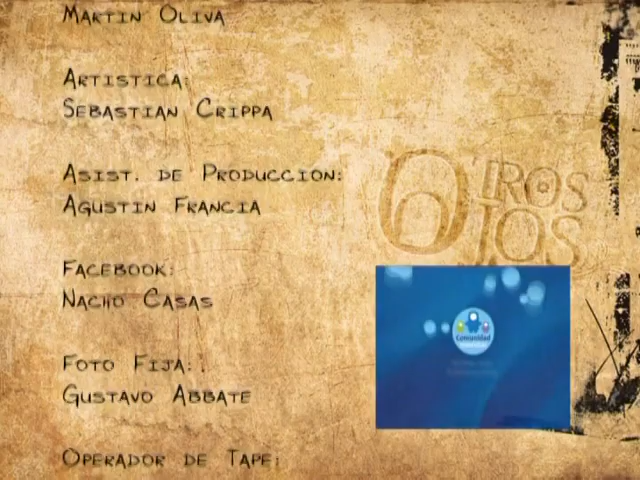 Martin Oliva
Artistica:
Sebastian Crippa
Asist. de Produccion:
Agustin Francia
Facebook:
Nacho Casas
Foto Fija:.
Gustavo Abbate
Operador de Tape:
Otros
Ojos
Comunidad